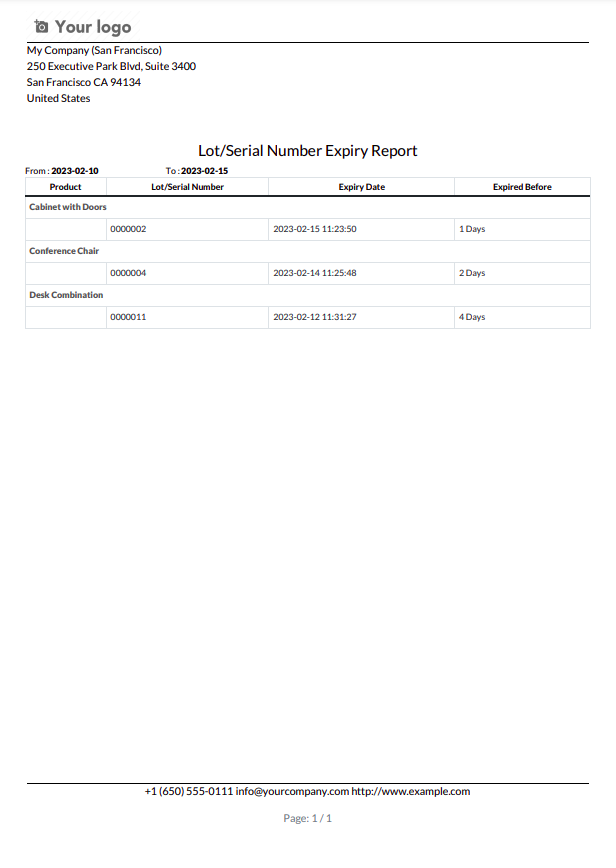 Your logo
My Company (San Francisco)
250 Executive Park Blvd, Suite 3400
San Francisco CA 94134
United States
Lot/Serial Number Expiry Report
From : 2023-02-10 To : 2023-02-15
Product Lot/Serial Number Expiry Date Expired Before
Cabinet with Doors
0000002 2023-02-15 11:23:50 1 Days
Conference Chair
0000004 2023-02-14 11:25:48 2 Days
Desk Combination
0000011 2023-02-12 11:31:27 4 Days
+1 (650) 555-0111 info@yourcompany.com http://www.example.com
Page: 1 / 1